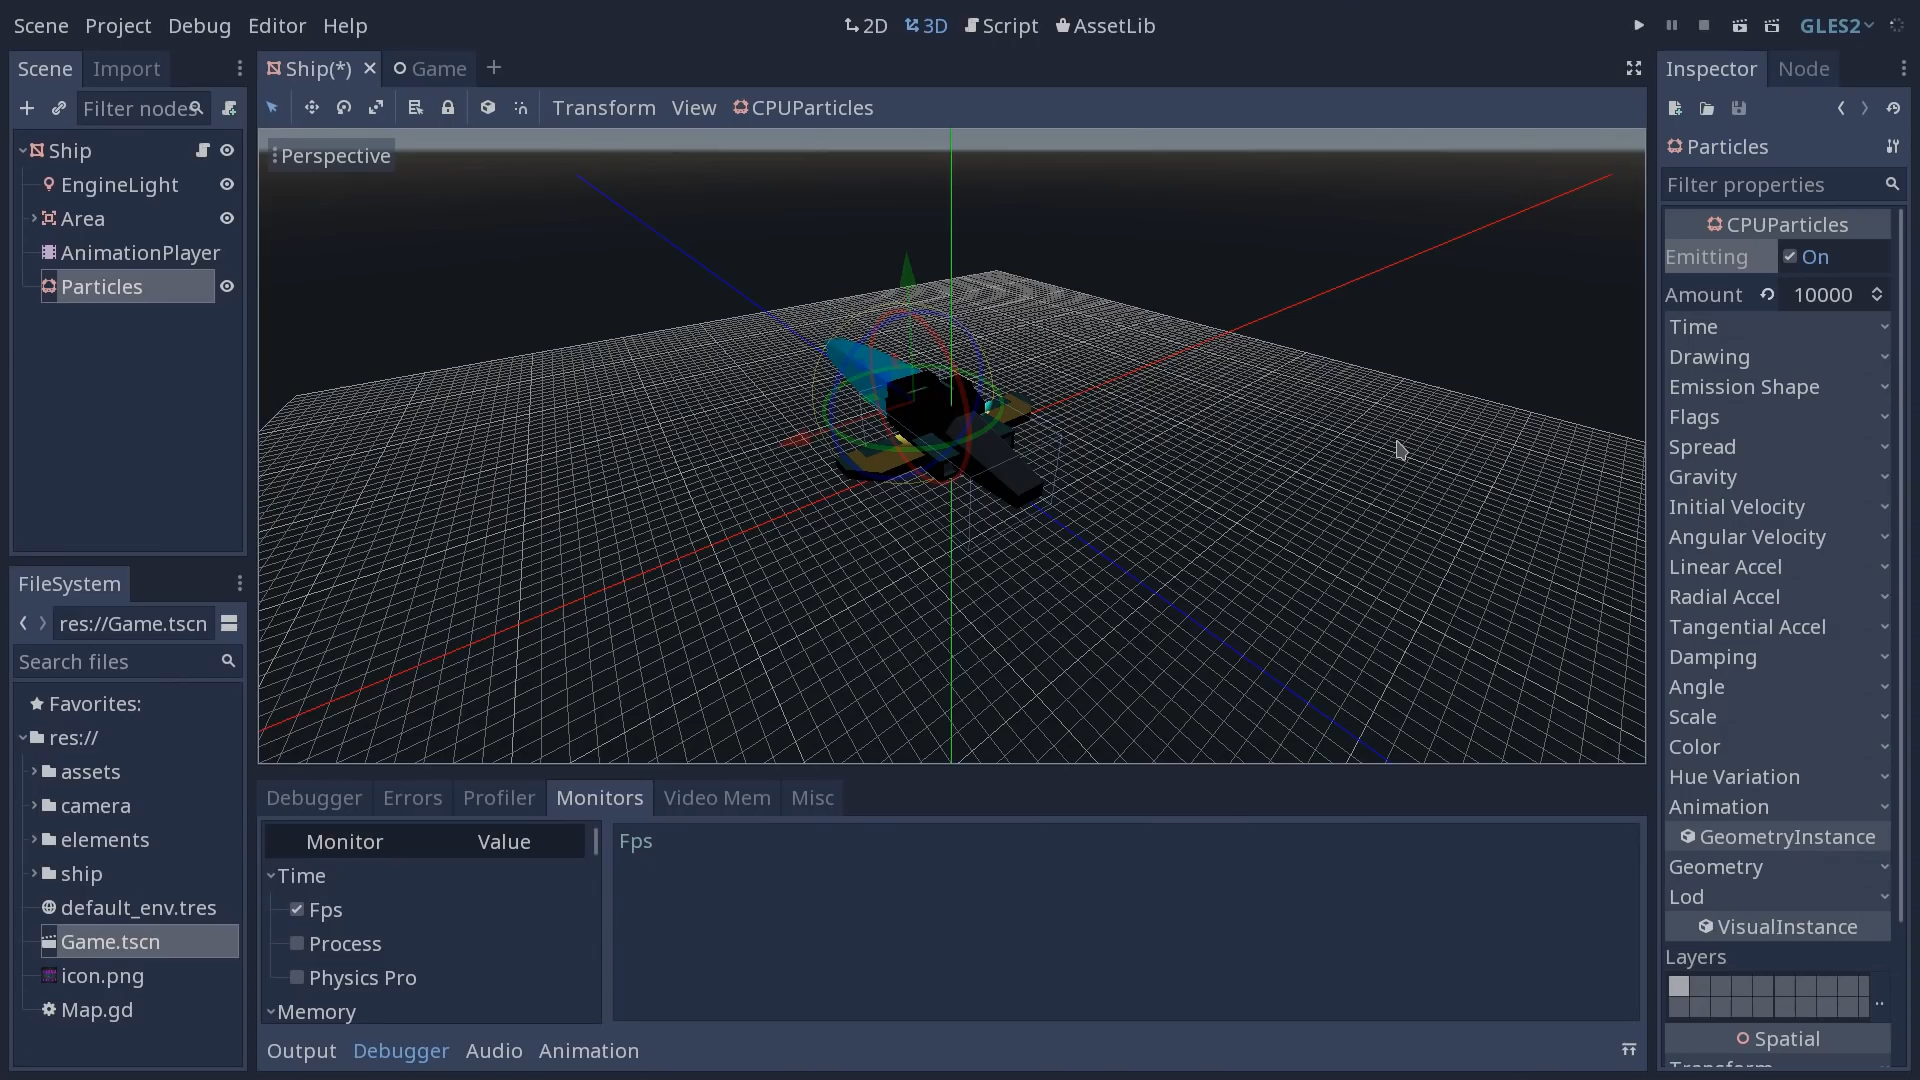 Scene Project Debug Editor Help
2D 3D Script AssetLib
GLES2
Scene Import
Filter nodes
Ship
EngineLight
Area
AnimationPlayer
Particles
FileSystem
res://Game.tscn
Search files
Favorites:
res://
assets
camera
elements
ship
default_env.tres
Game.tscn
icon.png
Map.gd
Ship(*) Game
Transform View CPUParticles
Perspective
Debugger Errors Profiler Monitors Video Mem Misc
Monitor Value
Time
Fps
Process
Physics Pro
Memory
Fps
Output Debugger Audio Animation
Inspector Node
Particles
Filter properties
CPUParticles
Emitting On
Amount 10000
Time
Drawing
Emission Shape
Flags
Spread
Gravity
Initial Velocity
Angular Velocity
Linear Accel
Radial Accel
Tangential Accel
Damping
Angle
Scale
Color
Hue Variation
Animation
GeometryInstance
Geometry
Lod
VisualInstance
Layers
..
Spatial